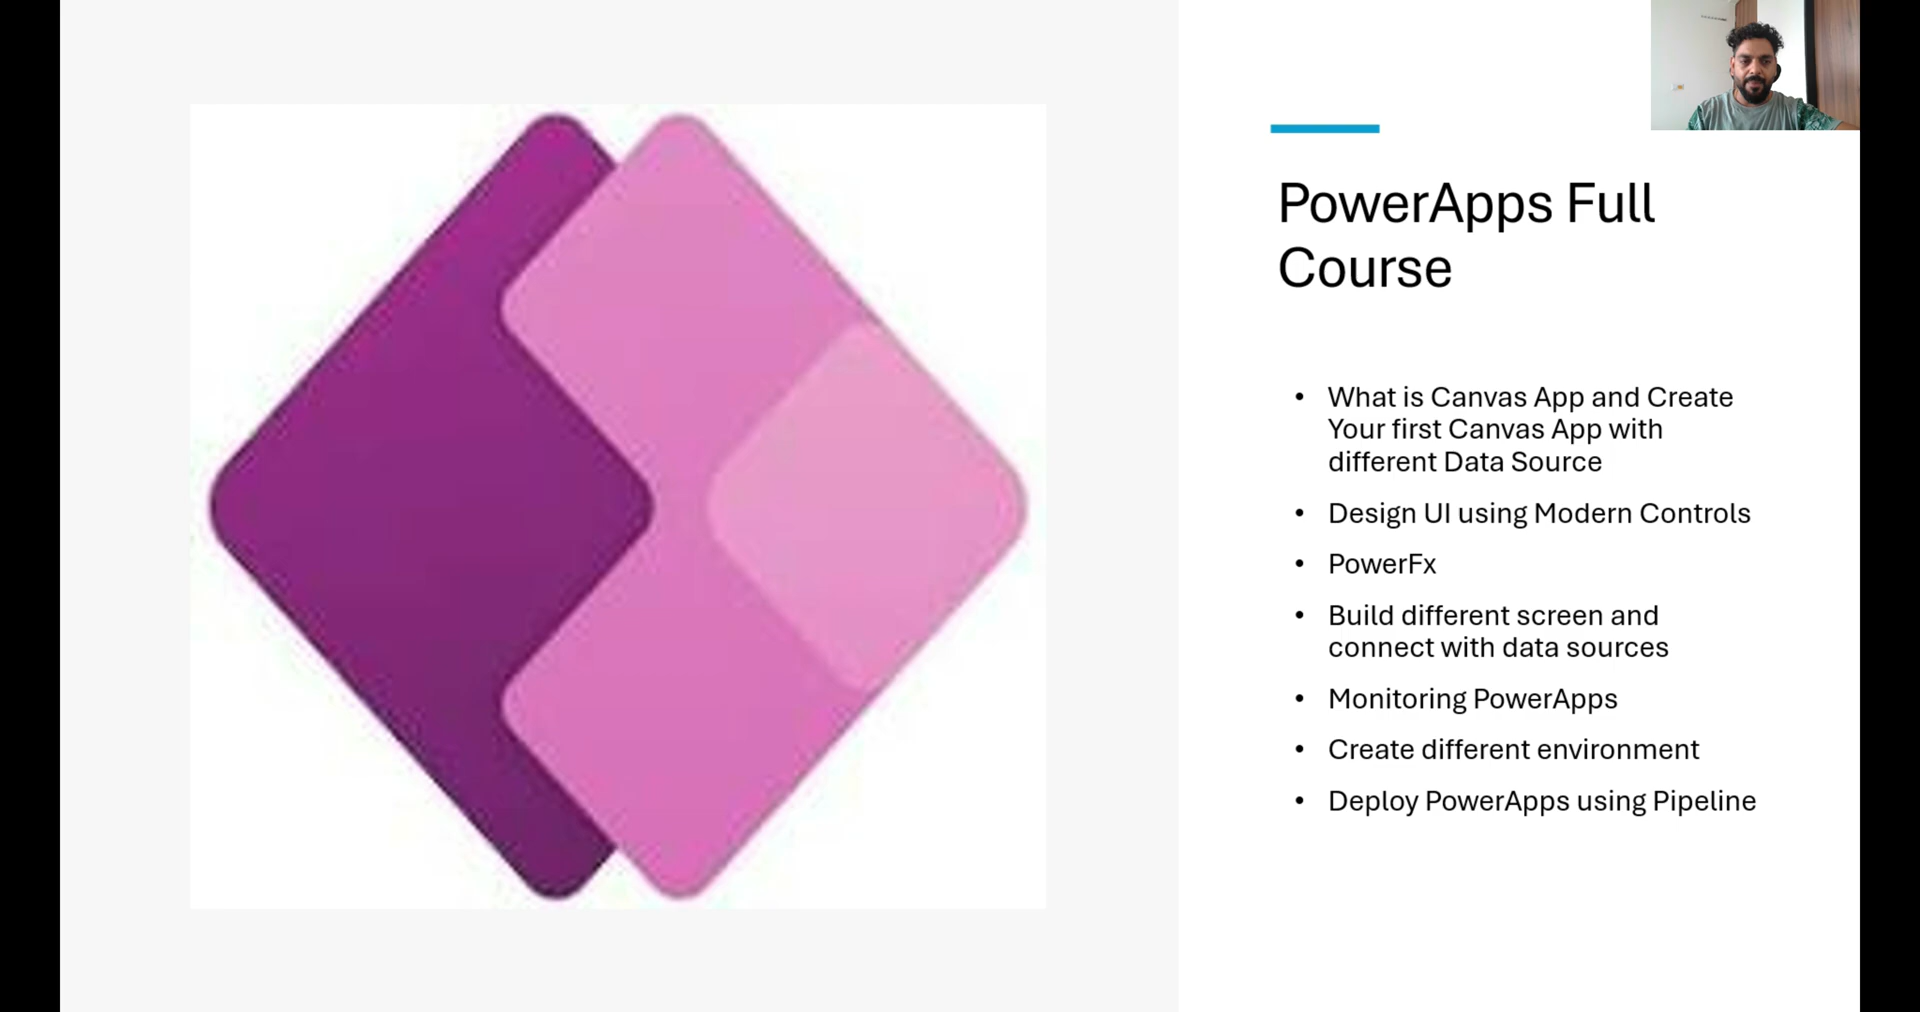 PowerApps Full
Course
• What is Canvas App and Create
Your first Canvas App with
different Data Source
• Design UI using Modern Controls
• PowerFx
• Build different screen and
connect with data sources
• Monitoring PowerApps
• Create different environment
• Deploy PowerApps using Pipeline